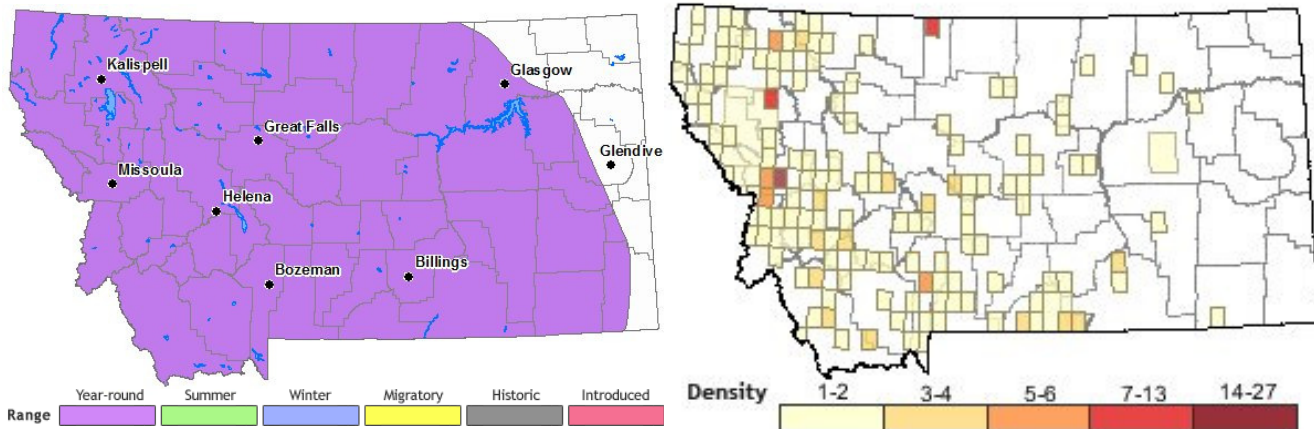 Kalispell
Glasgow
Great Falls
Glendive
Missoula
Helena
Bozeman
Billings
Year-round Summer Winter Migratory Historic Introduced
Range
Density 1-2 3-4 5-6 7-13 14-27